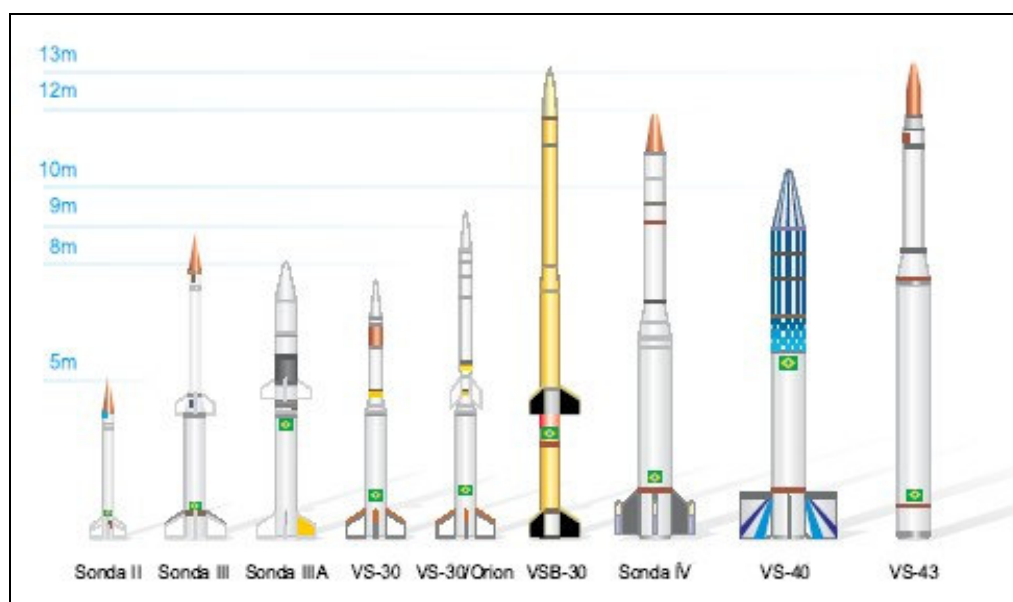 13m
12m
10m
9m
8m
5m
Sonda II
Sonda III
Sonda IIIA
VS-30
VS-30/Orion
VSB-30
Sonda IV
VS-40
VS-43